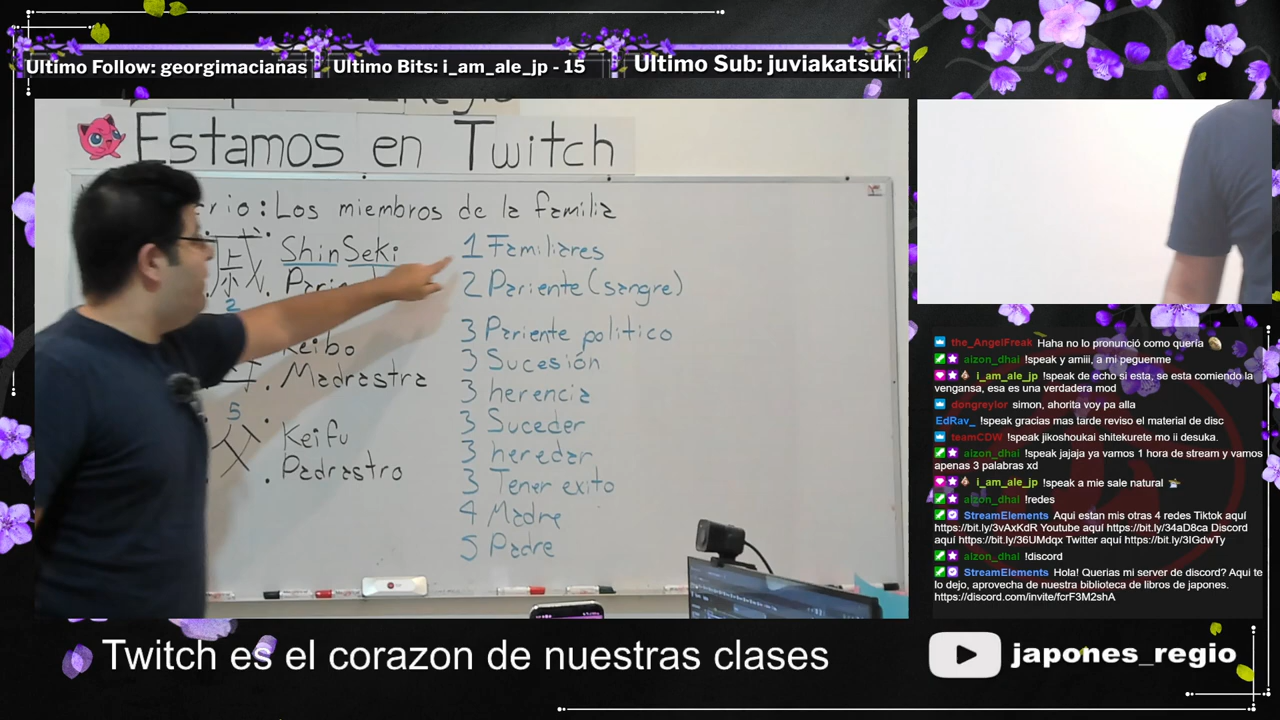 Ultimo Follow: georgimacianas
Ultimo Bits: i_am_ale_jp - 15
Ultimo Sub: juviakatsuki
Estamos en Twitch
rio: Los miembros de la familia
ShinSeki
2
Keibo
Madrastra
5
父
Keifu
Padrastro
1 Familiares
2 Pariente (sangre)
3 Pariente politico
3 Sucesión
3 herencia
3 Suceder
3 heredar
3 Tener exito
4 Madre
5 Padre
the_AngelFreak Haha no lo pronunció como quería
aizon_dhai !speak y amiii, a mi peguenme
i_am_ale_jp !speak de echo si esta, se esta comiendo la
vengansa, esa es una verdadera mod
dongreylor simon, ahorita voy pa alla
EdRav_ !speak gracias mas tarde reviso el material de disc
teamCDW !speak jikoshoukai shitekurete mo ii desuka.
aizon_dhai !speak jajaja ya vamos 1 hora de stream y vamos
apenas 3 palabras xd
i_am_ale_jp !speak a mie sale natural
aizon_dhai !redes
StreamElements Aqui estan mis otras 4 redes Tiktok aquí
https://bit.ly/3vAxKdR Youtube aquí https://bit.ly/34aD8ca Discord
aquí https://bit.ly/36UMdqx Twitter aquí https://bit.ly/3IGdwTy
aizon_dhai !discord
StreamElements Hola! Querias mi server de discord? Aqui te
lo dejo, aprovecha de nuestra biblioteca de libros de japones.
https://discord.com/invite/fcrF3M2shA
Twitch es el corazon de nuestras clases
japones_regio